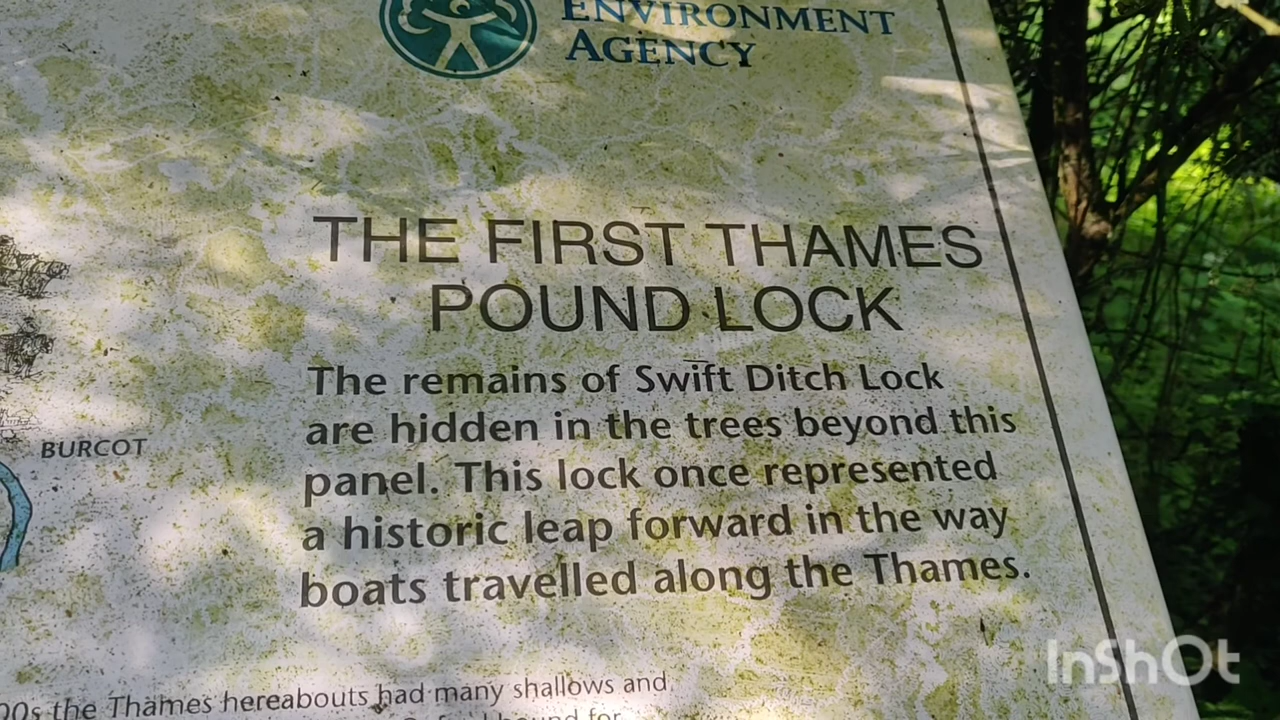 ENVIRONMENT
AGENCY
THE FIRST THAMES
POUND LOCK
The remains of Swift Ditch Lock
are hidden in the trees beyond this
panel. This lock once represented
a historic leap forward in the way
boats travelled along the Thames.
BURCOT
the Thames hereabouts had many shallows and
bound for
InShOt